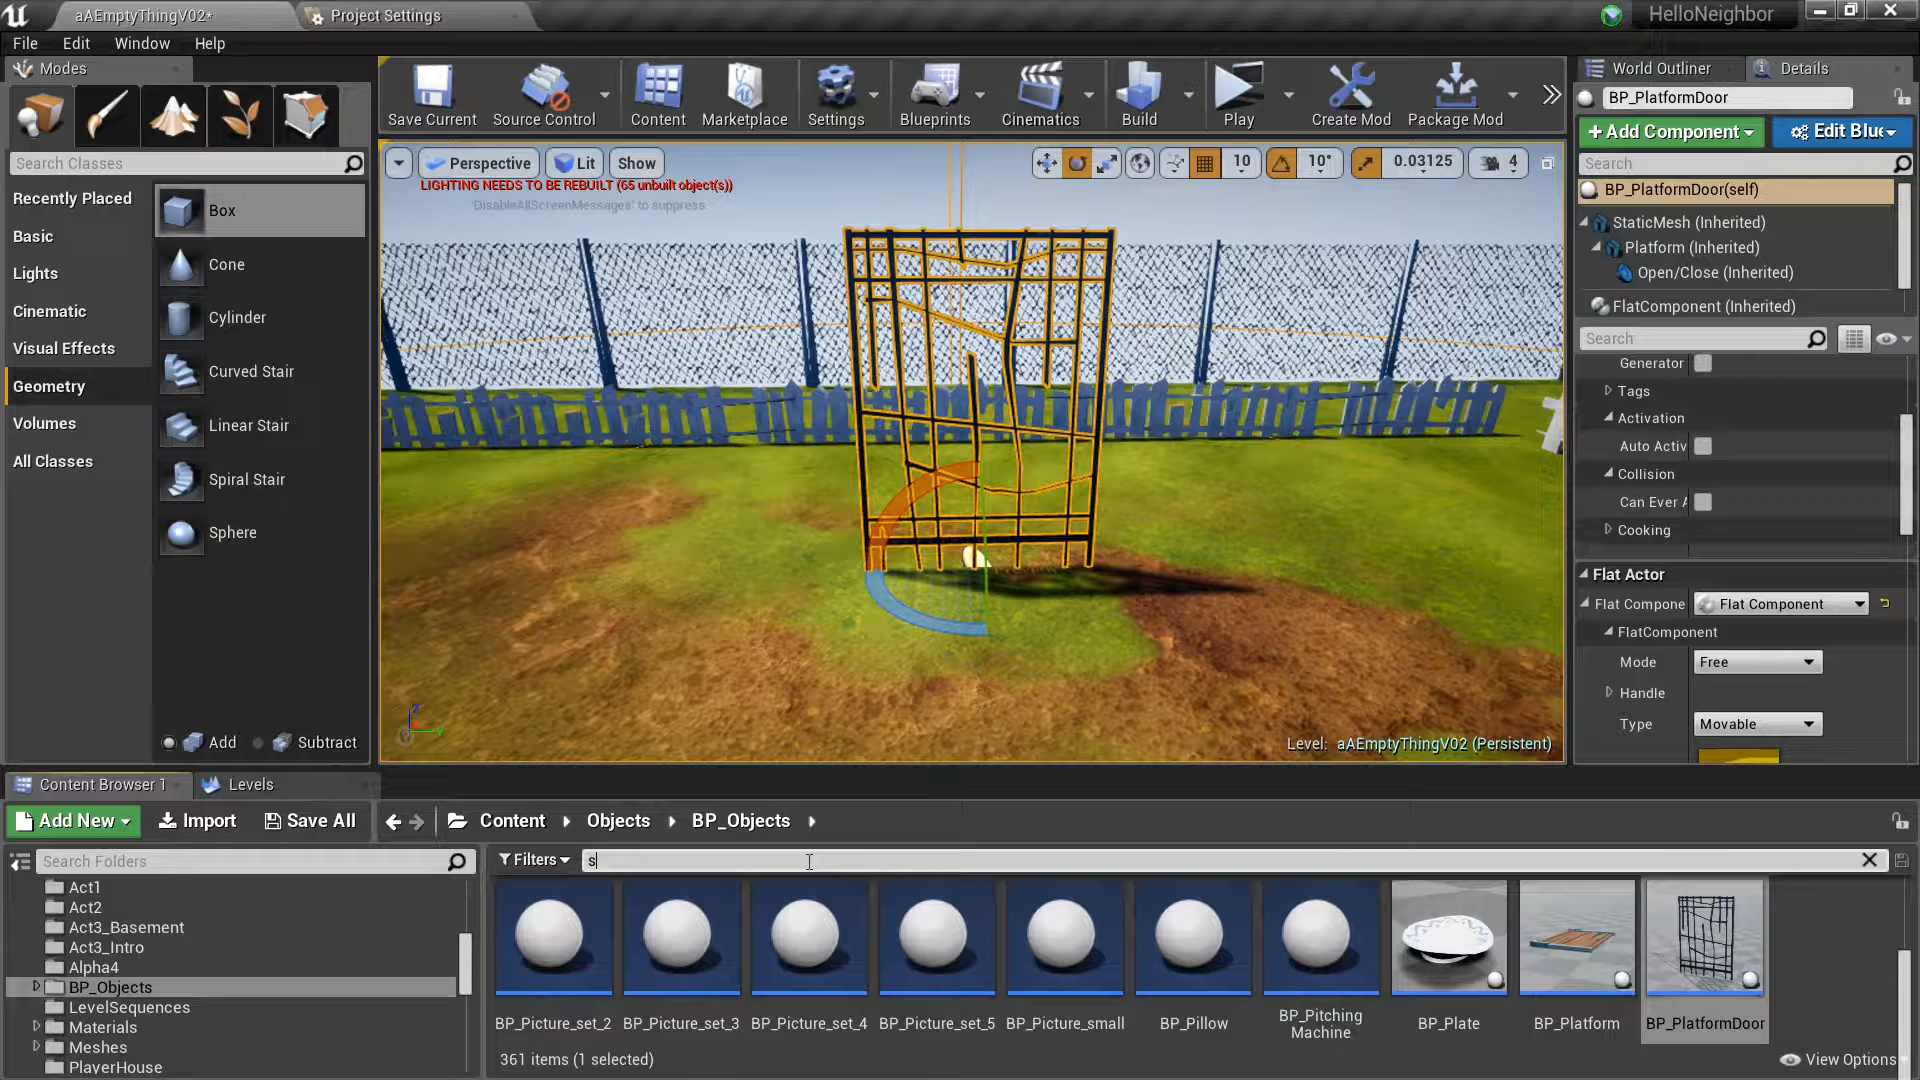 aAEmptyThingV02*
Project Settings
HelloNeighbor
File Edit Window Help
Modes
Search Classes
Recently Placed
Basic
Lights
Cinematic
Visual Effects
Geometry
Volumes
All Classes
Box
Cone
Cylinder
Curved Stair
Linear Stair
Spiral Stair
Sphere
Add
Subtract
Save Current
Source Control
Content
Marketplace
Settings
Blueprints
Cinematics
Build
Play
Create Mod
Package Mod
Perspective
Lit
Show
10
10°
0.03125
4
LIGHTING NEEDS TO BE REBUILT (65 unbuilt object(s))
'DisableAllScreenMessages' to suppress
Z
Y
Level: aAEmptyThingV02 (Persistent)
World Outliner
Details
BP_PlatformDoor
+ Add Component
Edit Blue
Search
BP_PlatformDoor(self)
StaticMesh (Inherited)
Platform (Inherited)
Open/Close (Inherited)
FlatComponent (Inherited)
Search
Generator
Tags
Activation
Auto Activ
Collision
Can Ever A
Cooking
Flat Actor
Flat Compone
Flat Component
FlatComponent
Mode
Free
Handle
Type
Movable
Content Browser 1
Levels
Add New
Import
Save All
Content
Objects
BP_Objects
Search Folders
Filters
s
Act1
Act2
Act3_Basement
Act3_Intro
Alpha4
BP_Objects
LevelSequences
Materials
Meshes
PlayerHouse
BP_Picture_set_2
BP_Picture_set_3
BP_Picture_set_4
BP_Picture_set_5
BP_Picture_small
BP_Pillow
BP_Pitching
Machine
BP_Plate
BP_Platform
BP_PlatformDoor
361 items (1 selected)
View Options